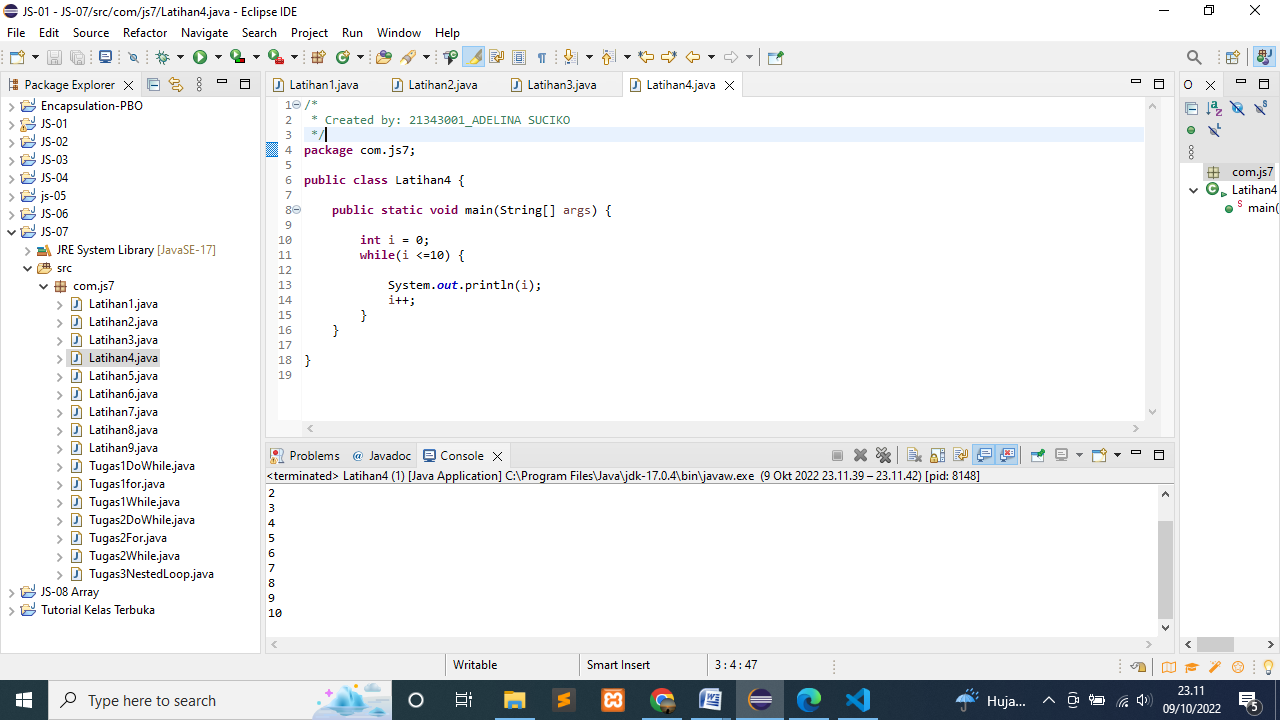 JS-01 - JS-07/src/com/js7/Latihan4.java - Eclipse IDE
File Edit Source Refactor Navigate Search Project Run Window Help
Package Explorer
Encapsulation-PBO
JS-01
JS-02
JS-03
JS-04
js-05
JS-06
JS-07
JRE System Library [JavaSE-17]
src
com.js7
Latihan1.java
Latihan2.java
Latihan3.java
Latihan4.java
Latihan5.java
Latihan6.java
Latihan7.java
Latihan8.java
Latihan9.java
Tugas1DoWhile.java
Tugas1for.java
Tugas1While.java
Tugas2DoWhile.java
Tugas2For.java
Tugas2While.java
Tugas3NestedLoop.java
JS-08 Array
Tutorial Kelas Terbuka
Latihan1.java Latihan2.java Latihan3.java Latihan4.java
1 /*
2 * Created by: 21343001_ADELINA SUCIKO
3 */
4 package com.js7;
5
6 public class Latihan4 {
7
8 public static void main(String[] args) {
9
10 int i = 0;
11 while(i <=10) {
12
13 System.out.println(i);
14 i++;
15 }
16 }
17
18 }
19
O
com.js7
Latihan4
main(
Problems @ Javadoc Console
<terminated> Latihan4 (1) [Java Application] C:\Program Files\Java\jdk-17.0.4\bin\javaw.exe (9 Okt 2022 23.11.39 – 23.11.42) [pid: 8148]
2
3
4
5
6
7
8
9
10
Writable Smart Insert 3 : 4 : 47
Type here to search
Huja...
23.11
09/10/2022
5